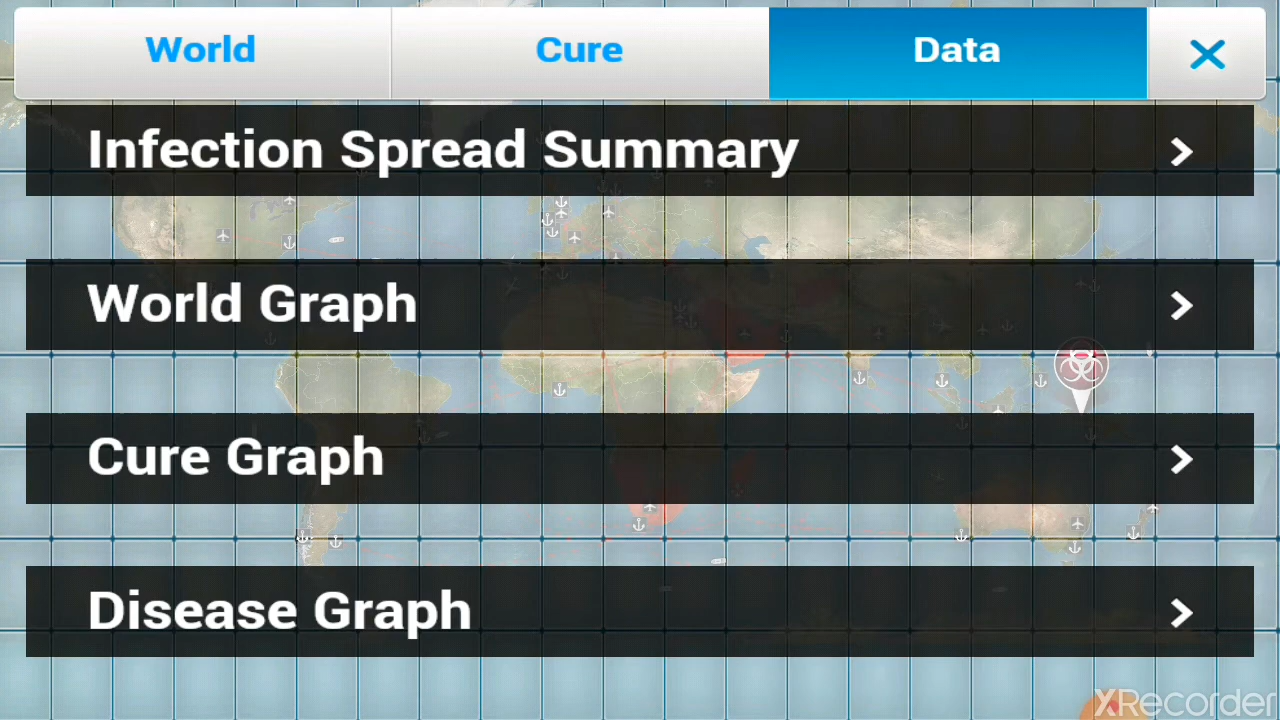 World
Cure
Data
Infection Spread Summary
World Graph
Cure Graph
Disease Graph
XRecorder